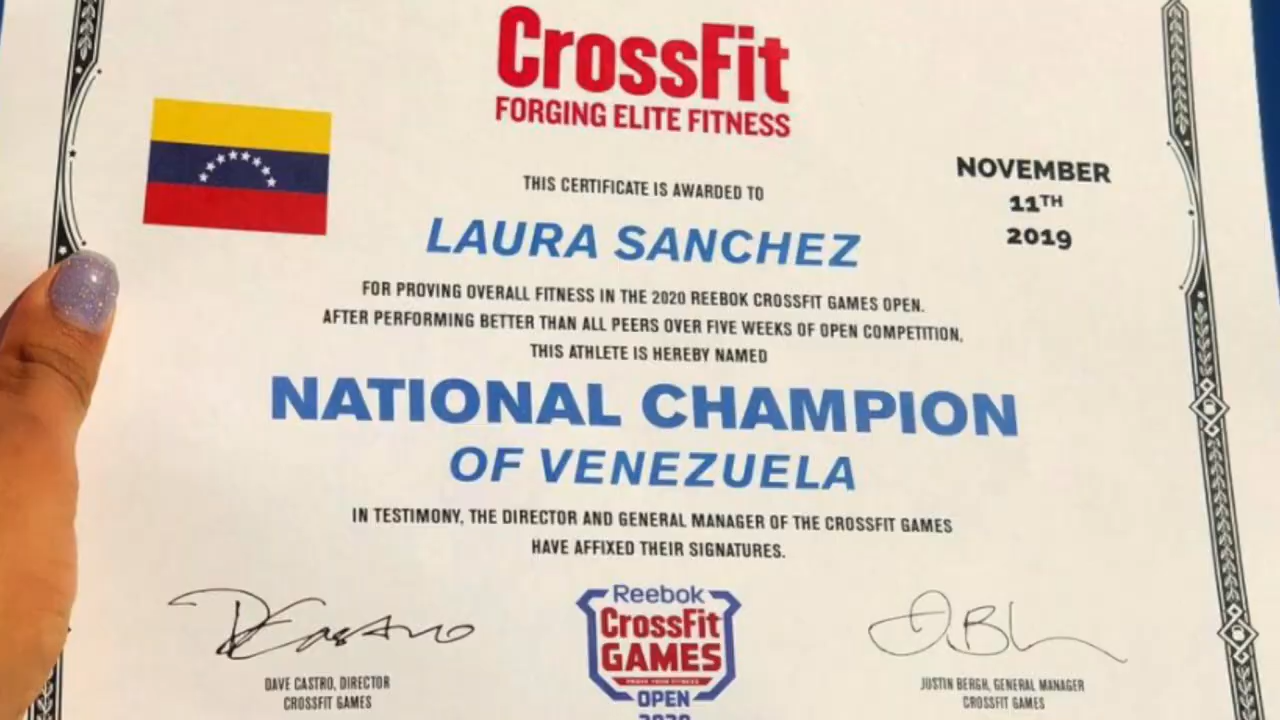 CrossFit
FORGING ELITE FITNESS
NOVEMBER
11TH
2019
THIS CERTIFICATE IS AWARDED TO
LAURA SANCHEZ
FOR PROVING OVERALL FITNESS IN THE 2020 REEBOK CROSSFIT GAMES OPEN.
AFTER PERFORMING BETTER THAN ALL PEERS OVER FIVE WEEKS OF OPEN COMPETITION,
THIS ATHLETE IS HEREBY NAMED
NATIONAL CHAMPION
OF VENEZUELA
IN TESTIMONY, THE DIRECTOR AND GENERAL MANAGER OF THE CROSSFIT GAMES
HAVE AFFIXED THEIR SIGNATURES.
DAVE CASTRO, DIRECTOR
CROSSFIT GAMES
Reebok
CrossFit
GAMES
OPEN
2020
JUSTIN BERGH, GENERAL MANAGER
CROSSFIT GAMES